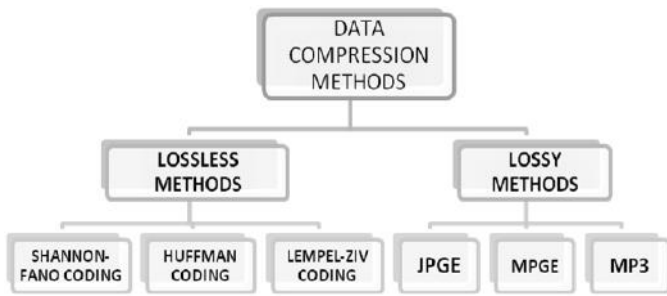 DATA
COMPRESSION
METHODS
LOSSLESS
METHODS
LOSSY
METHODS
SHANNON-
FANO CODING
HUFFMAN
CODING
LEMPEL-ZIV
CODING
JPGE
MPGE
MP3